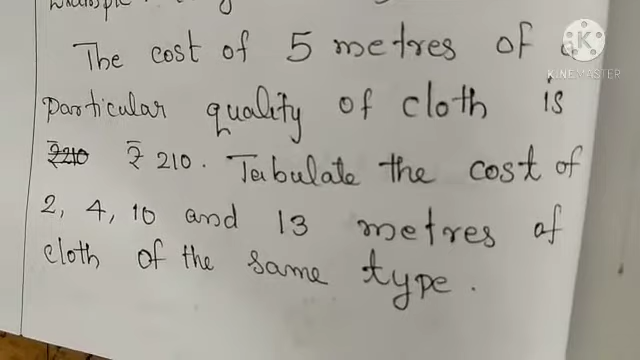 The cost of 5 metres of a
particular quality of cloth is
₹210 ₹ 210. Tabulate the cost of
2, 4, 10 and 13 metres of
cloth of the same type.
KINEMASTER